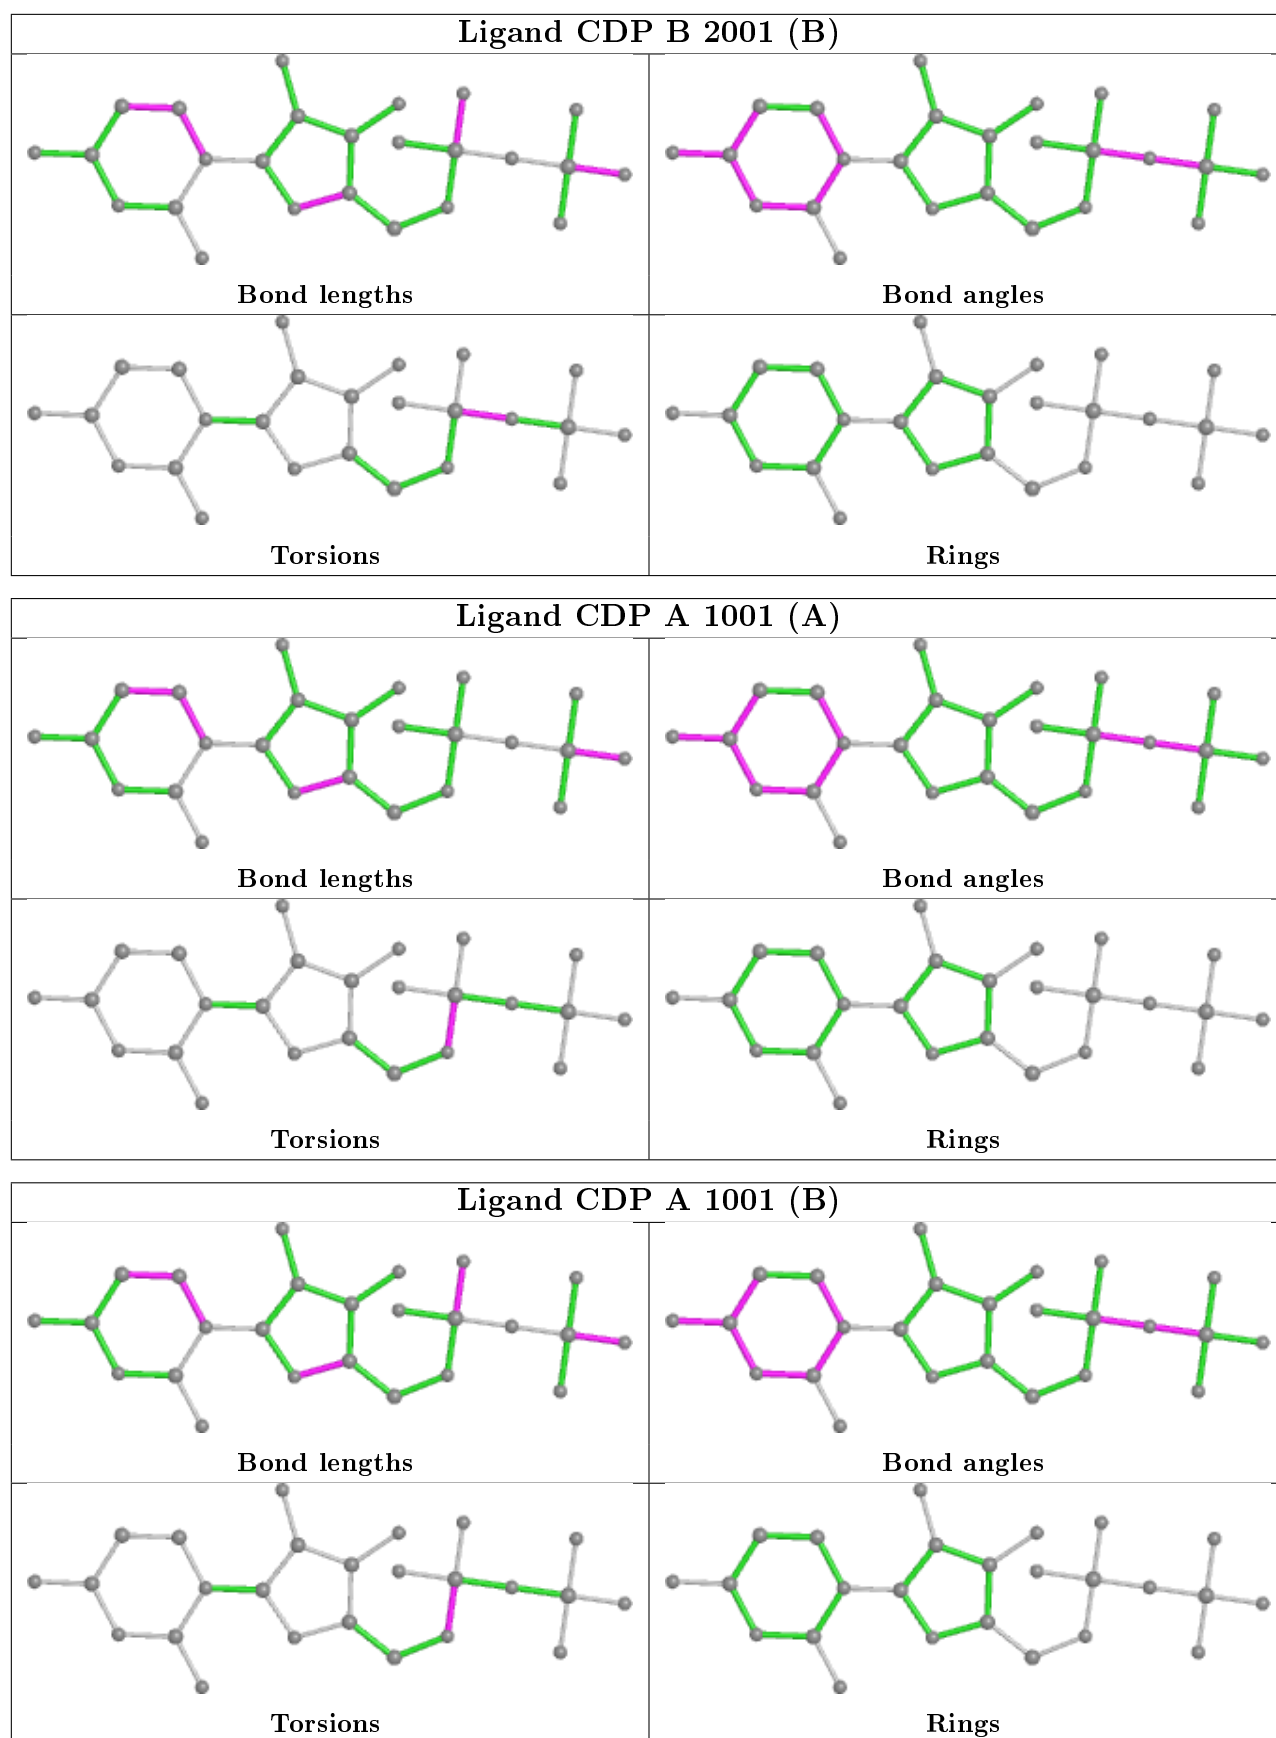 Ligand CDP B 2001 (B)
Bond lengths
Bond angles
Torsions
Rings
Ligand CDP A 1001 (A)
Bond lengths
Bond angles
Torsions
Rings
Ligand CDP A 1001 (B)
Bond lengths
Bond angles
Torsions
Rings